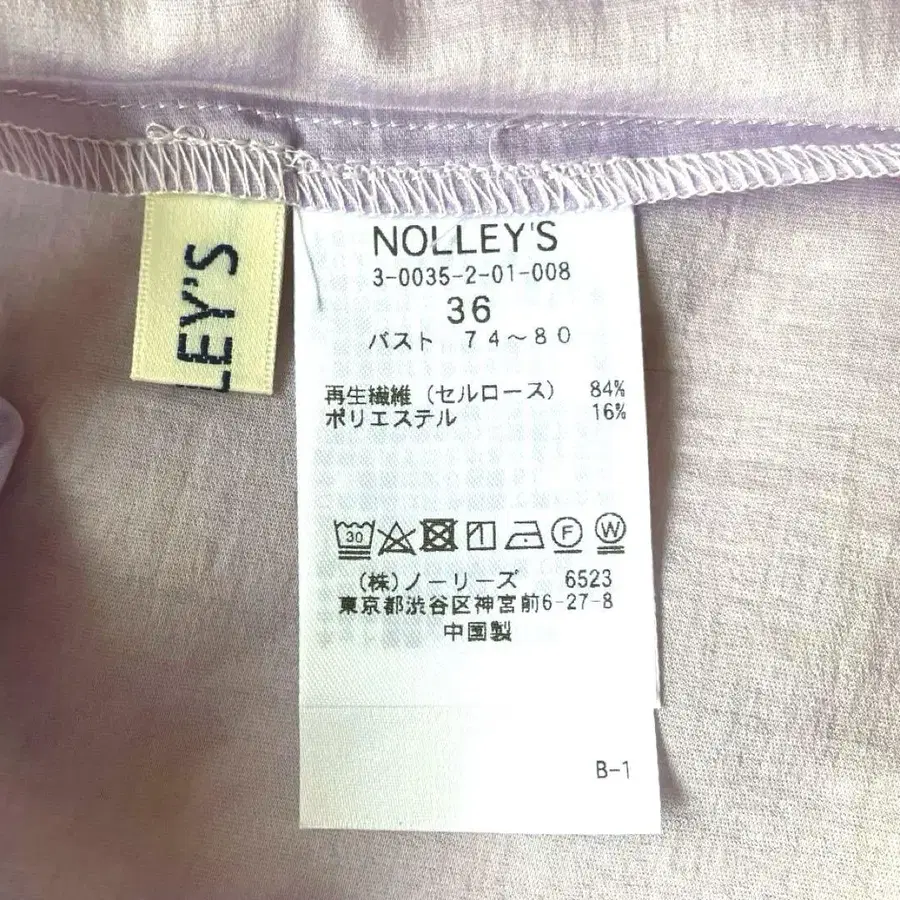 LEY'S
NOLLEY'S
3-0035-2-01-008
36
バスト 74～80
再生繊維（セルロース） 84%
ポリエステル 16%
30
F
W
(株)ノーリーズ 6523
東京都渋谷区神宮前6-27-8
中国製
B-1